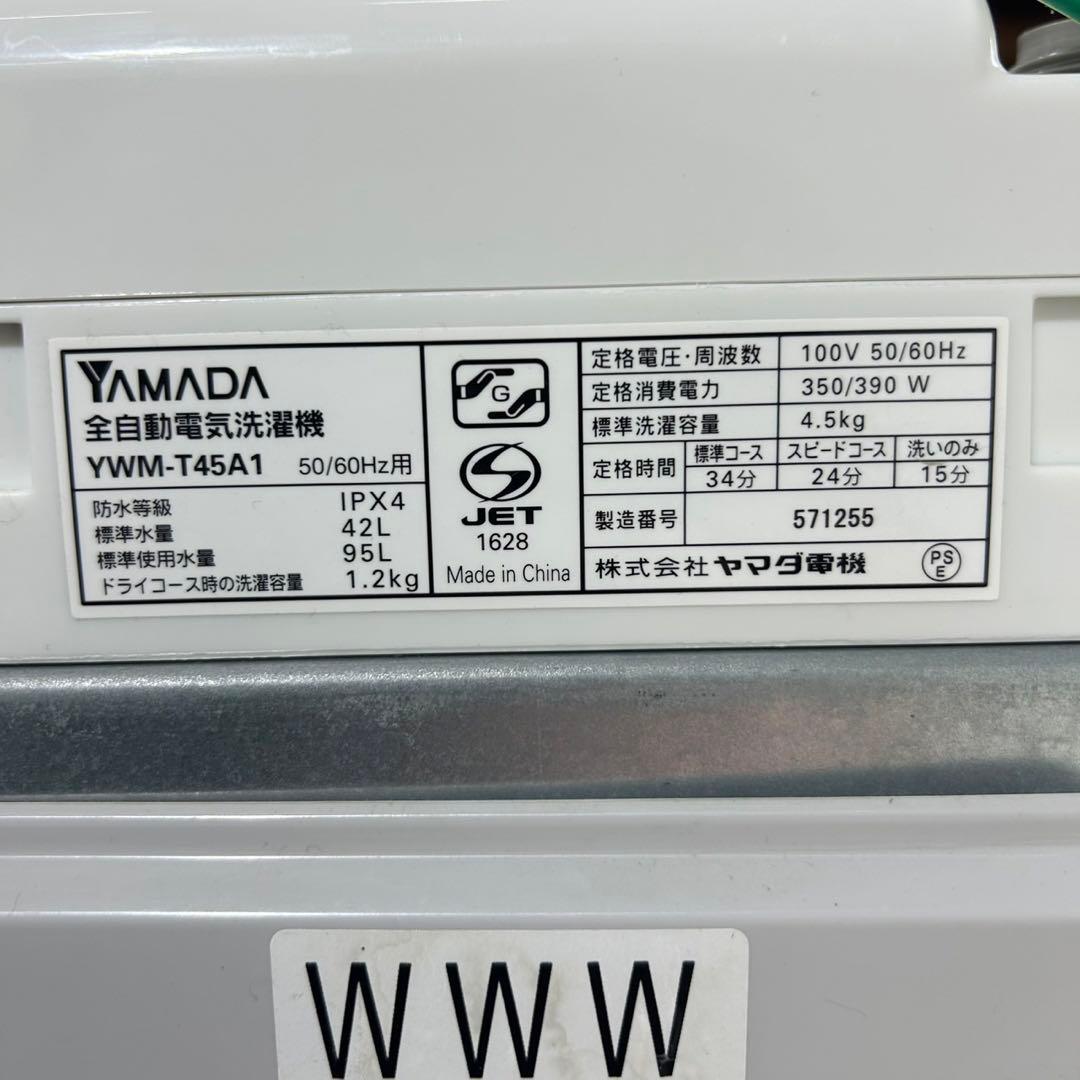 YAMADA
全自動電気洗濯機
YWM-T45A1 50/60Hz用
防水等級 IPX4
標準水量 42L
標準使用水量 95L
ドライコース時の洗濯容量 1.2kg
G
S
JET
1628
Made in China
定格電圧・周波数 100V 50/60Hz
定格消費電力 350/390 W
標準洗濯容量 4.5kg
定格時間 標準コース スピードコース 洗いのみ
34分 24分 15分
製造番号 571255
株式会社ヤマダ電機 PSE
WWW